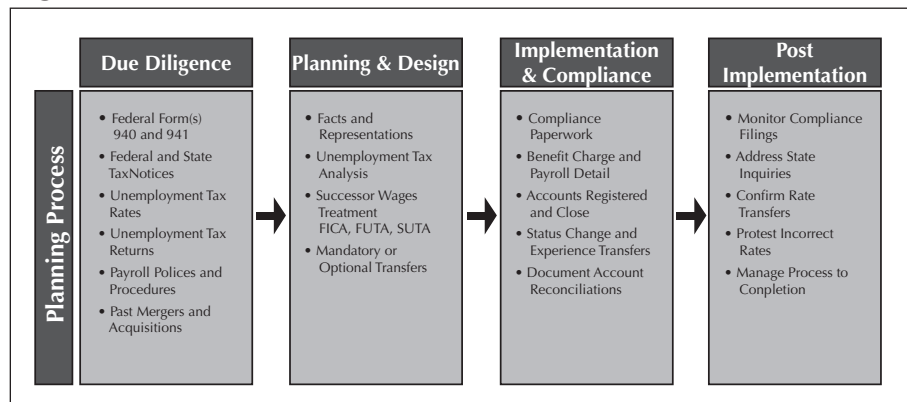 Planning Process
Due Diligence
• Federal Form(s)
940 and 941
• Federal and State
TaxNotices
• Unemployment Tax
Rates
• Unemployment Tax
Returns
• Payroll Polices and
Procedures
• Past Mergers and
Acquisitions
Planning & Design
• Facts and
Representations
• Unemployment Tax
Analysis
• Successor Wages
Treatment
FICA, FUTA, SUTA
• Mandatory or
Optional Transfers
Implementation
& Compliance
• Compliance
Paperwork
• Benefit Charge and
Payroll Detail
• Accounts Registered
and Close
• Status Change and
Experience Transfers
• Document Account
Reconciliations
Post
Implementation
• Monitor Compliance
Filings
• Address State
Inquiries
• Confirm Rate
Transfers
• Protest Incorrect
Rates
• Manage Process to
Conpletion